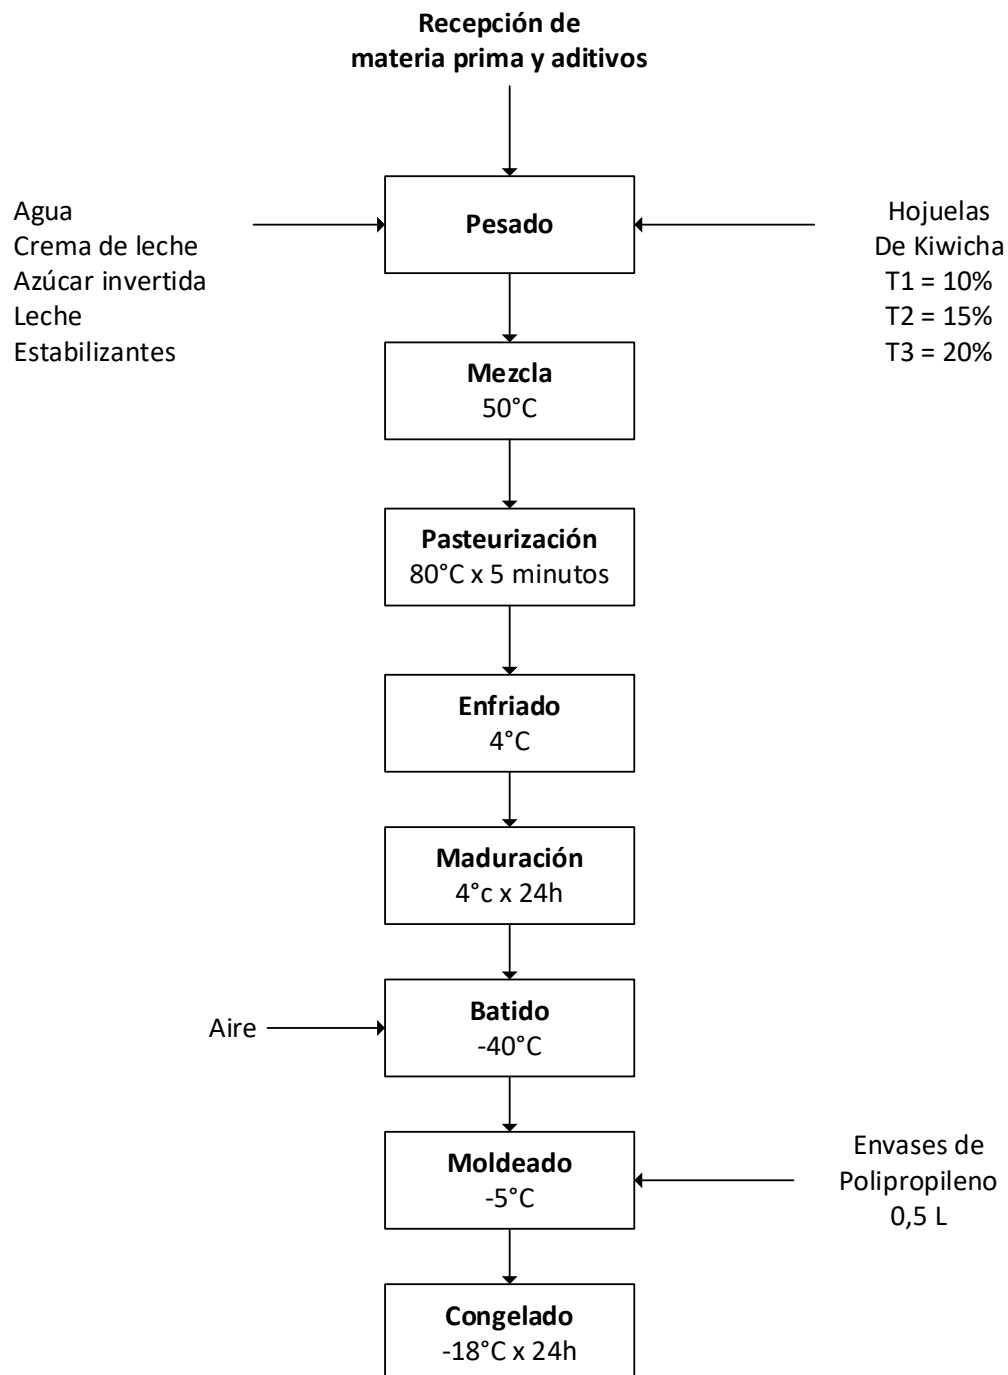 Recepción de
materia prima y aditivos
Agua
Crema de leche
Azúcar invertida
Leche
Estabilizantes
Pesado
Hojuelas
De Kiwicha
T1 = 10%
T2 = 15%
T3 = 20%
Mezcla
50°C
Pasteurización
80°C x 5 minutos
Enfriado
4°C
Maduración
4°c x 24h
Aire
Batido
-40°C
Moldeado
-5°C
Envases de
Polipropileno
0,5 L
Congelado
-18°C x 24h